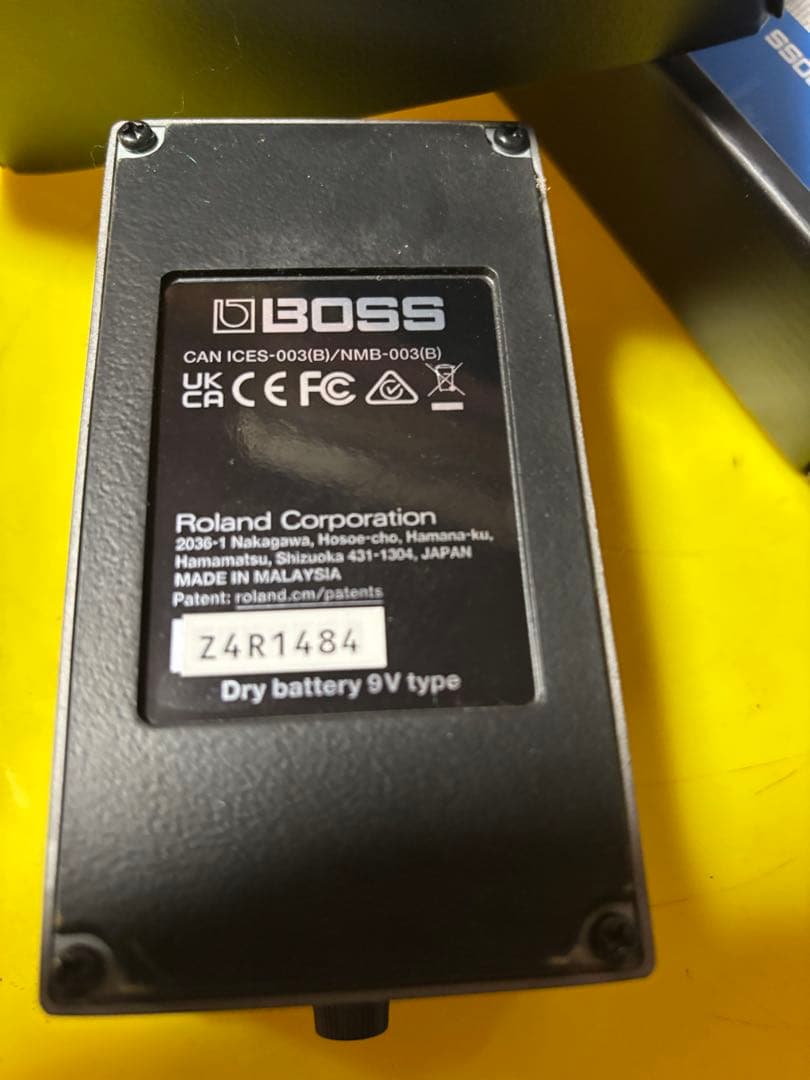 BOSS
BOSS
CAN ICES-003(B)/NMB-003(B)
UK
CA CE FC
Roland Corporation
2036-1 Nakagawa, Hosoe-cho, Hamana-ku,
Hamamatsu, Shizuoka 431-1304, JAPAN
MADE IN MALAYSIA
Patent: roland.cm/patents
Z4R1484
Dry battery 9V type